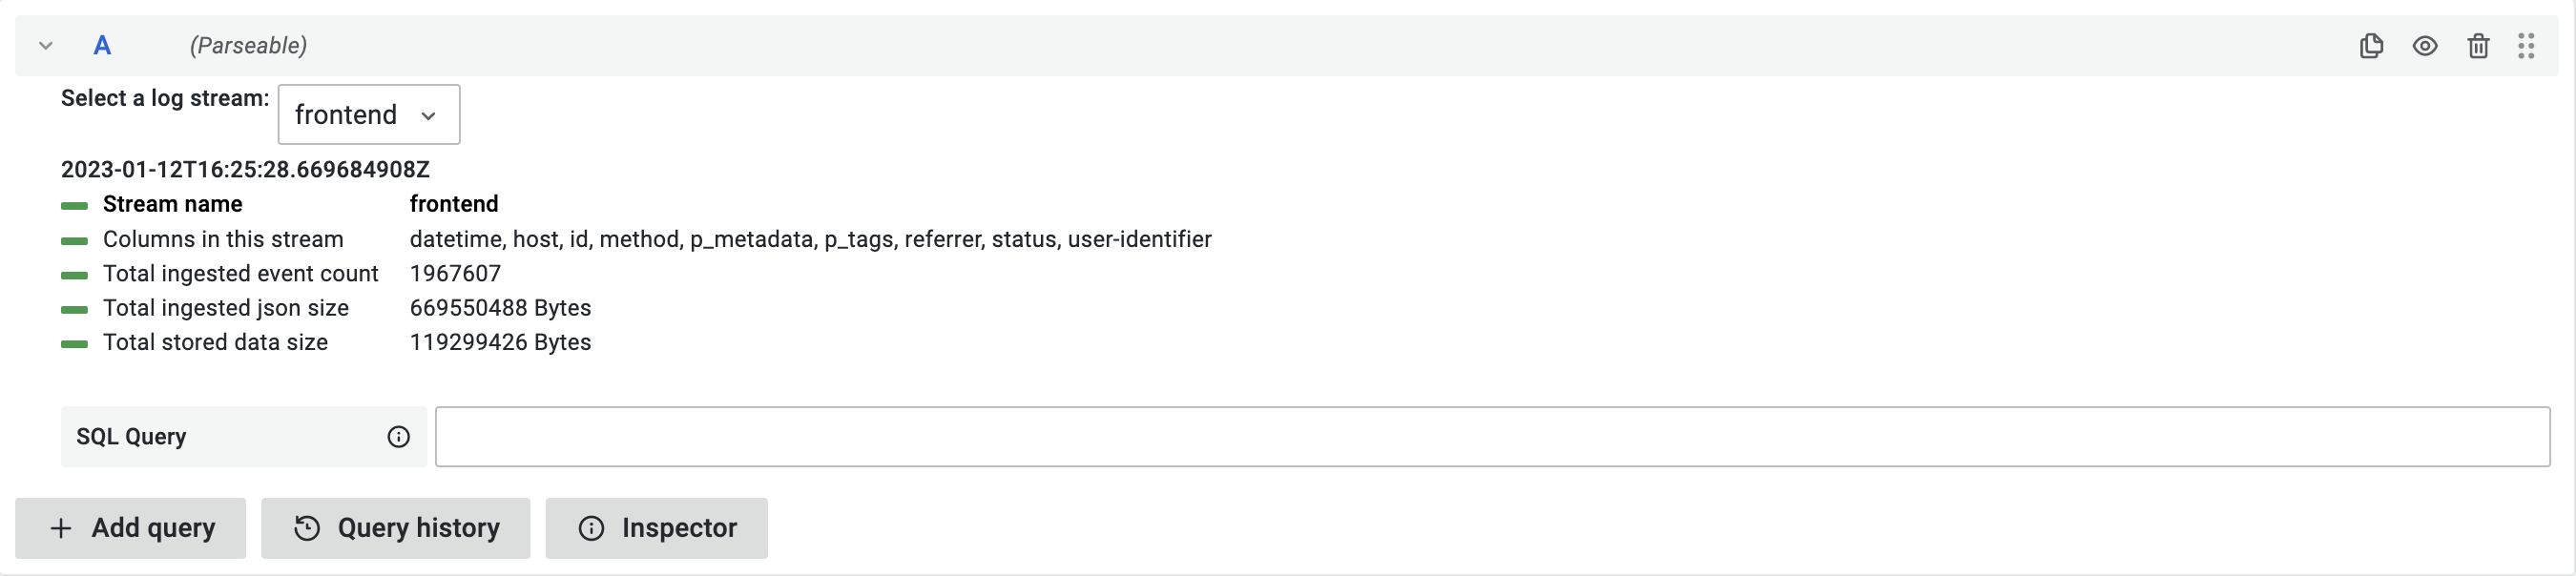 A (Parseable)
Select a log stream: frontend
2023-01-12T16:25:28.669684908Z
Stream name frontend
Columns in this stream datetime, host, id, method, p_metadata, p_tags, referrer, status, user-identifier
Total ingested event count 1967607
Total ingested json size 669550488 Bytes
Total stored data size 119299426 Bytes
SQL Query
Add query Query history Inspector